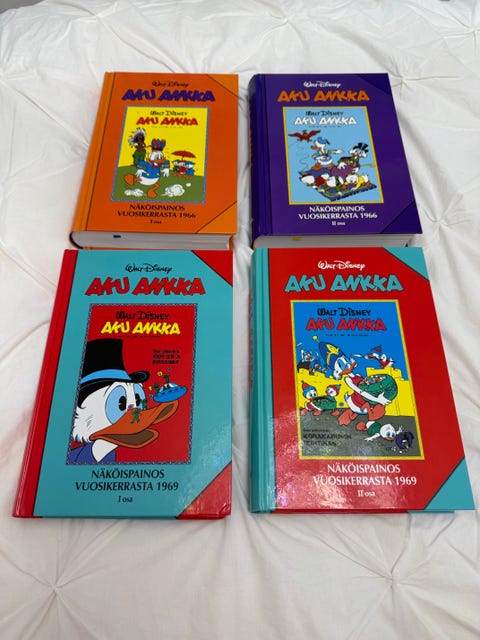 Walt Disney
AKU ANKKA
WALT DISNEY
AKU ANKKA
NÄKÖISPAINOS
VUOSIKERRASTA 1966
I osa
Walt Disney
AKU ANKKA
WALT DISNEY
AKU ANKKA
NÄKÖISPAINOS
VUOSIKERRASTA 1966
II osa
Walt Disney
AKU ANKKA
WALT DISNEY
AKU ANKKA
NÄKÖISPAINOS
VUOSIKERRASTA 1969
I osa
Walt Disney
AKU ANKKA
WALT DISNEY
AKU ANKKA
NÄKÖISPAINOS
VUOSIKERRASTA 1969
II osa